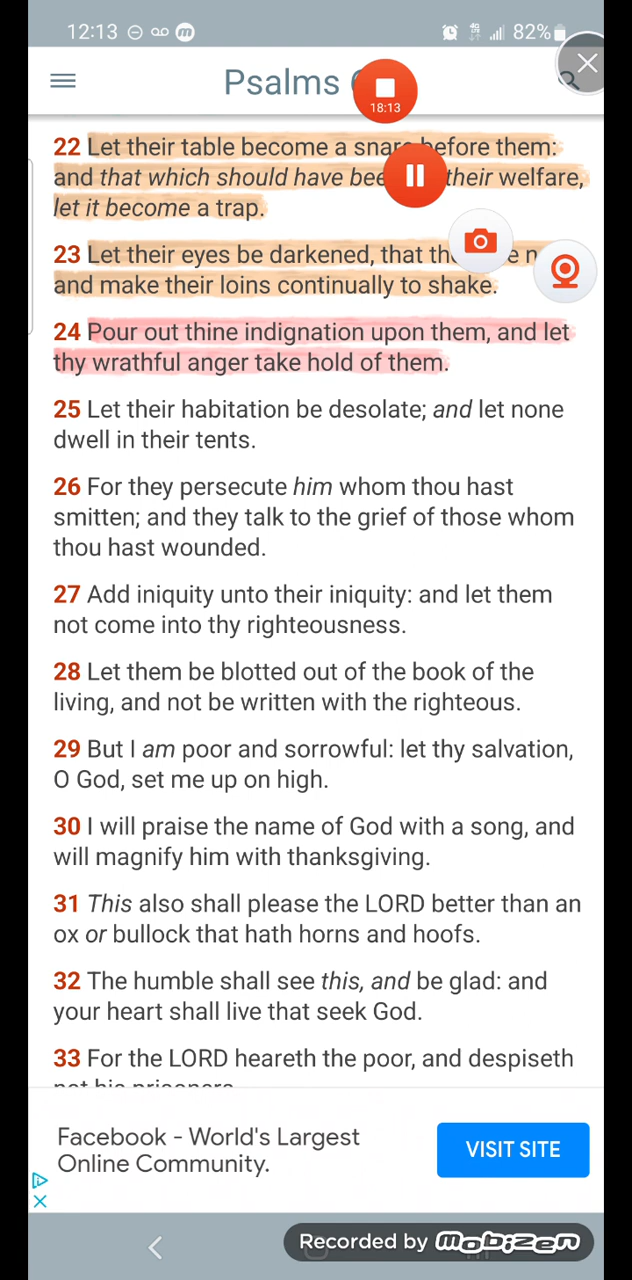 12:13
82%
Psalms
18:13
22 Let their table become a snare before them:
and that which should have bee their welfare,
let it become a trap.
23 Let their eyes be darkened, that
and make their loins continually to shake.
24 Pour out thine indignation upon them, and let
thy wrathful anger take hold of them.
25 Let their habitation be desolate; and let none
dwell in their tents.
26 For they persecute him whom thou hast
smitten; and they talk to the grief of those whom
thou hast wounded.
27 Add iniquity unto their iniquity: and let them
not come into thy righteousness.
28 Let them be blotted out of the book of the
living, and not be written with the righteous.
29 But I am poor and sorrowful: let thy salvation,
O God, set me up on high.
30 I will praise the name of God with a song, and
will magnify him with thanksgiving.
31 This also shall please the LORD better than an
ox or bullock that hath horns and hoofs.
32 The humble shall see this, and be glad: and
your heart shall live that seek God.
33 For the LORD heareth the poor, and despiseth
not his prisoners
Facebook - World's Largest
Online Community.
VISIT SITE
Recorded by mobizen